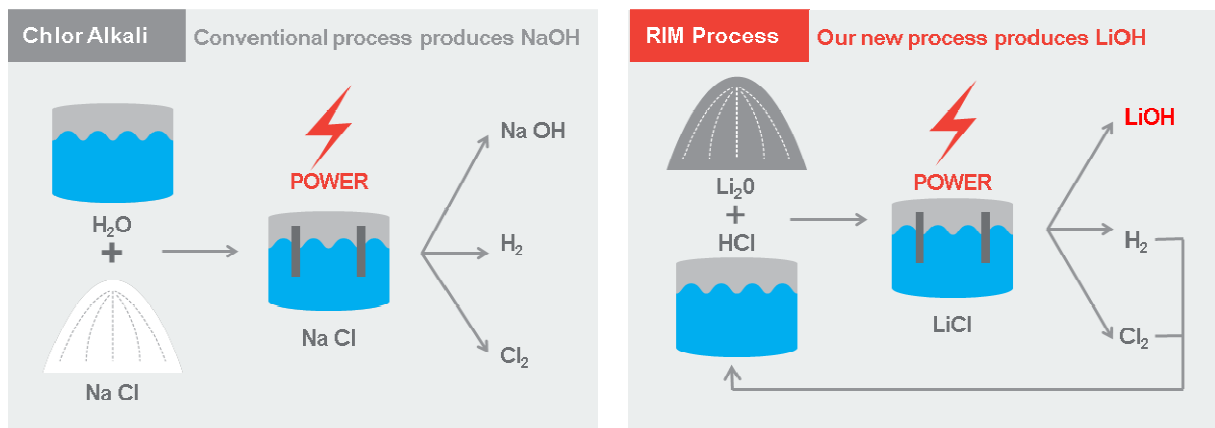 Chlor Alkali
Conventional process produces NaOH
H₂O
+
Na Cl
POWER
Na Cl
Na OH
H₂
Cl₂
RIM Process
Our new process produces LiOH
Li₂0
+
HCl
POWER
LiCl
LiOH
H₂
Cl₂